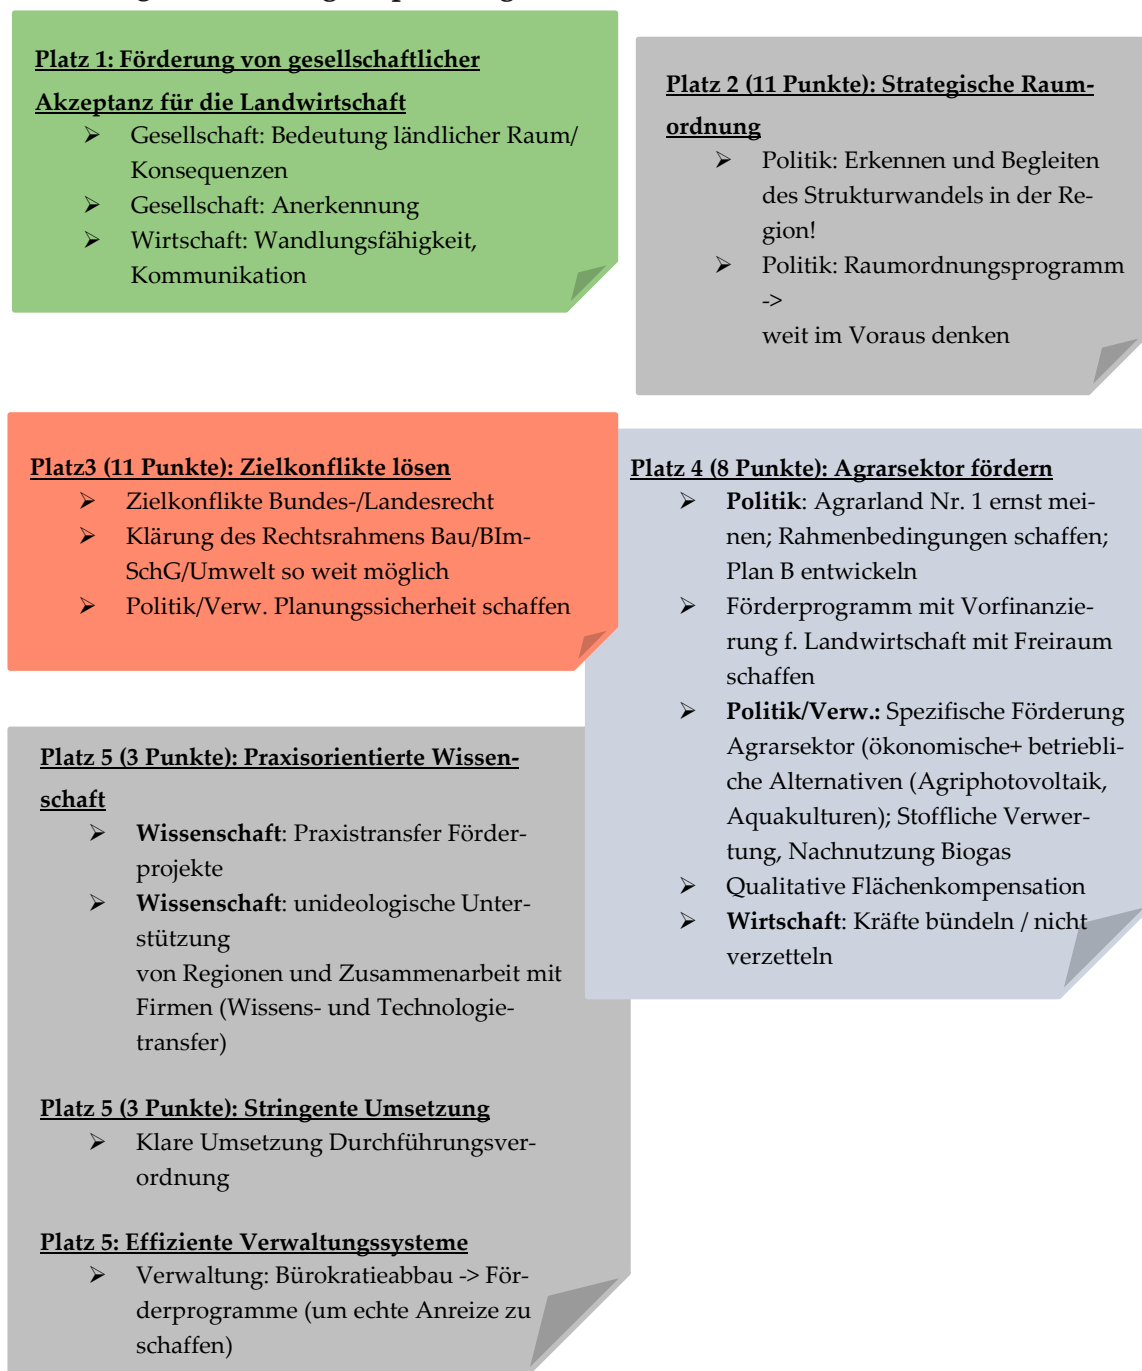 Platz 1: Förderung von gesellschaftlicher
Akzeptanz für die Landwirtschaft
➢ Gesellschaft: Bedeutung ländlicher Raum/
Konsequenzen
➢ Gesellschaft: Anerkennung
➢ Wirtschaft: Wandlungsfähigkeit,
Kommunikation
Platz 2 (11 Punkte): Strategische Raum-
ordnung
➢ Politik: Erkennen und Begleiten
des Strukturwandels in der Re-
gion!
➢ Politik: Raumordnungsprogramm
->
weit im Voraus denken
Platz3 (11 Punkte): Zielkonflikte lösen
➢ Zielkonflikte Bundes-/Landesrecht
➢ Klärung des Rechtsrahmens Bau/BIm-
SchG/Umwelt so weit möglich
➢ Politik/Verw. Planungssicherheit schaffen
Platz 4 (8 Punkte): Agrarsektor fördern
➢ Politik: Agrarland Nr. 1 ernst mei-
nen; Rahmenbedingungen schaffen;
Plan B entwickeln
➢ Förderprogramm mit Vorfinanzie-
rung f. Landwirtschaft mit Freiraum
schaffen
➢ Politik/Verw.: Spezifische Förderung
Agrarsektor (ökonomische+ betriebli-
che Alternativen (Agriphotovoltaik,
Aquakulturen); Stoffliche Verwer-
tung, Nachnutzung Biogas
➢ Qualitative Flächenkompensation
➢ Wirtschaft: Kräfte bündeln / nicht
verzetteln
Platz 5 (3 Punkte): Praxisorientierte Wissen-
schaft
➢ Wissenschaft: Praxistransfer Förder-
projekte
➢ Wissenschaft: unideologische Unter-
stützung
von Regionen und Zusammenarbeit mit
Firmen (Wissens- und Technologie-
transfer)
Platz 5 (3 Punkte): Stringente Umsetzung
➢ Klare Umsetzung Durchführungsver-
ordnung
Platz 5: Effiziente Verwaltungssysteme
➢ Verwaltung: Bürokratieabbau -> För-
derprogramme (um echte Anreize zu
schaffen)